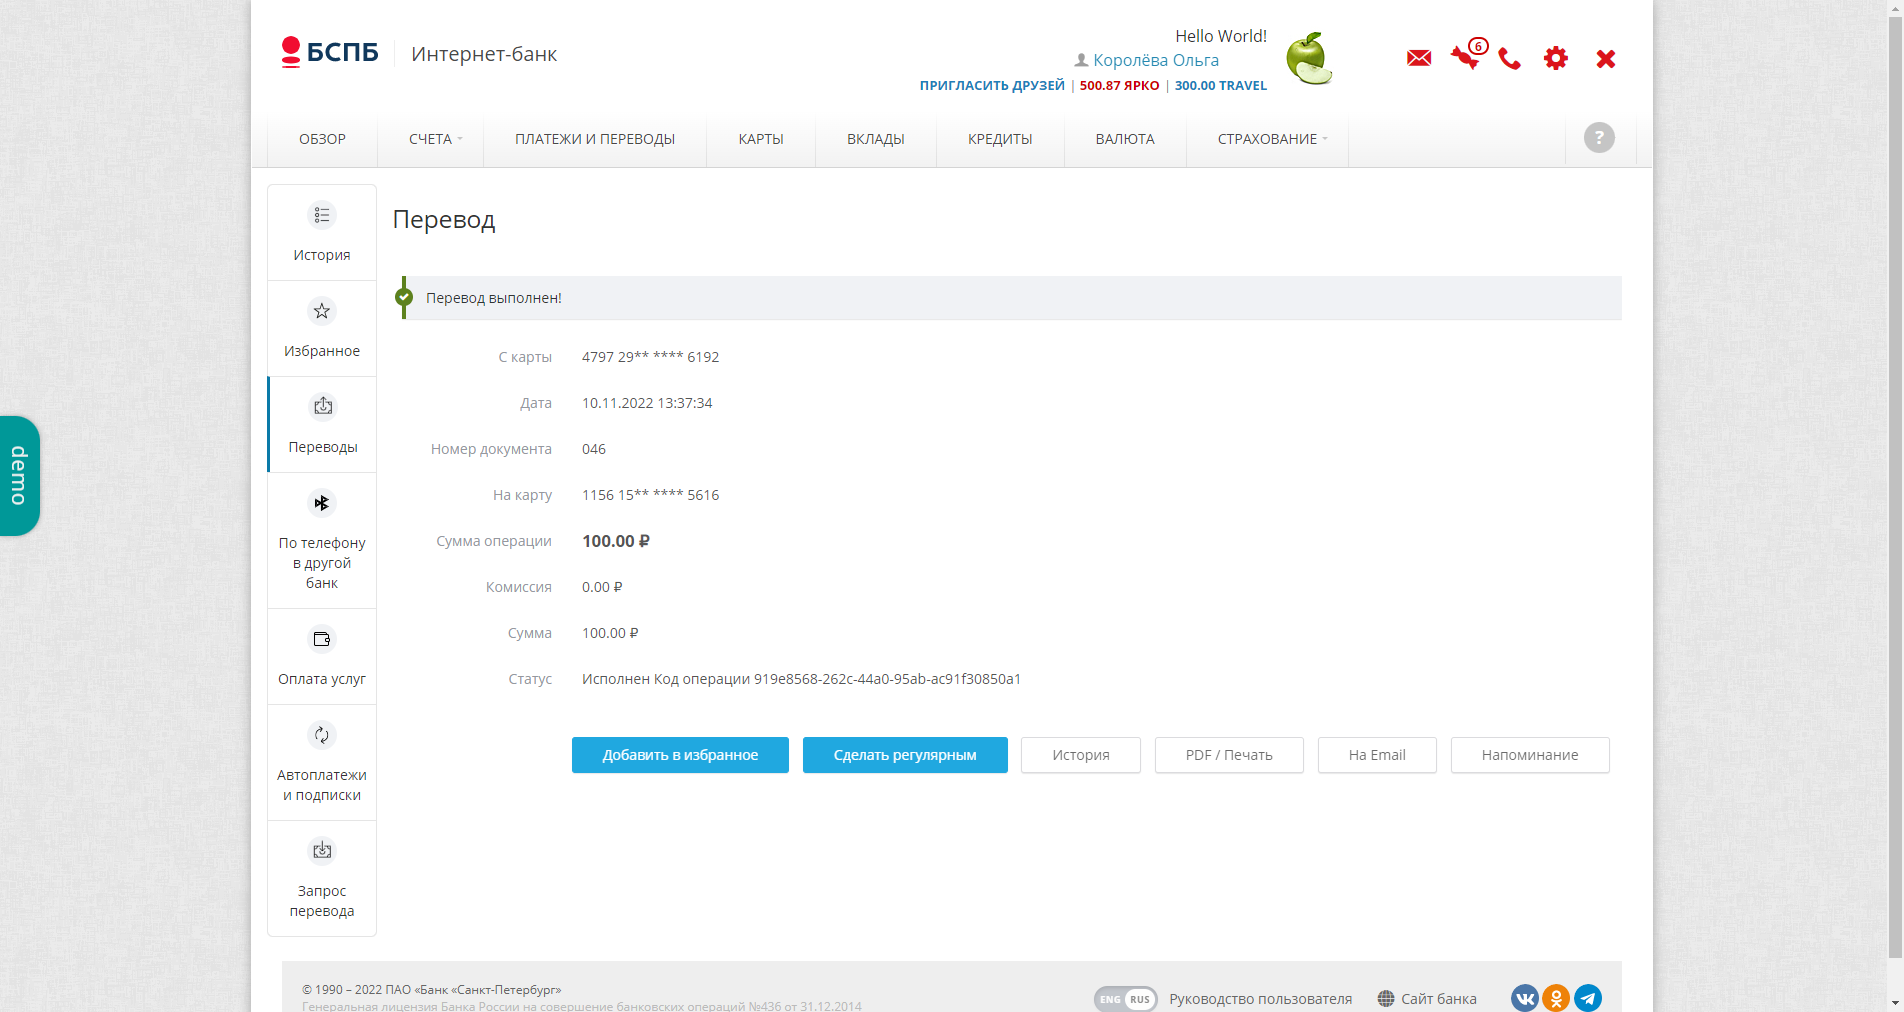 БСПБ
Интернет-банк
Hello World!
Королёва Ольга
ПРИГЛАСИТЬ ДРУЗЕЙ | 500.87 ЯРКО | 300.00 TRAVEL
6
ОБЗОР
СЧЕТА
ПЛАТЕЖИ И ПЕРЕВОДЫ
КАРТЫ
ВКЛАДЫ
КРЕДИТЫ
ВАЛЮТА
СТРАХОВАНИЕ
?
demo
История
Избранное
Переводы
По телефону
в другой
банк
Оплата услуг
Автоплатежи
и подписки
Запрос
перевода
Перевод
Перевод выполнен!
С карты 4797 29** **** 6192
Дата 10.11.2022 13:37:34
Номер документа 046
На карту 1156 15** **** 5616
Сумма операции 100.00 ₽
Комиссия 0.00 ₽
Сумма 100.00 ₽
Статус Исполнен Код операции 919e8568-262c-44a0-95ab-ac91f30850a1
Добавить в избранное
Сделать регулярным
История
PDF / Печать
На Email
Напоминание
© 1990 – 2022 ПАО «Банк «Санкт-Петербург»
Генеральная лицензия Банка России на совершение банковских операций №436 от 31.12.2014
ENG RUS
Руководство пользователя
Сайт банка